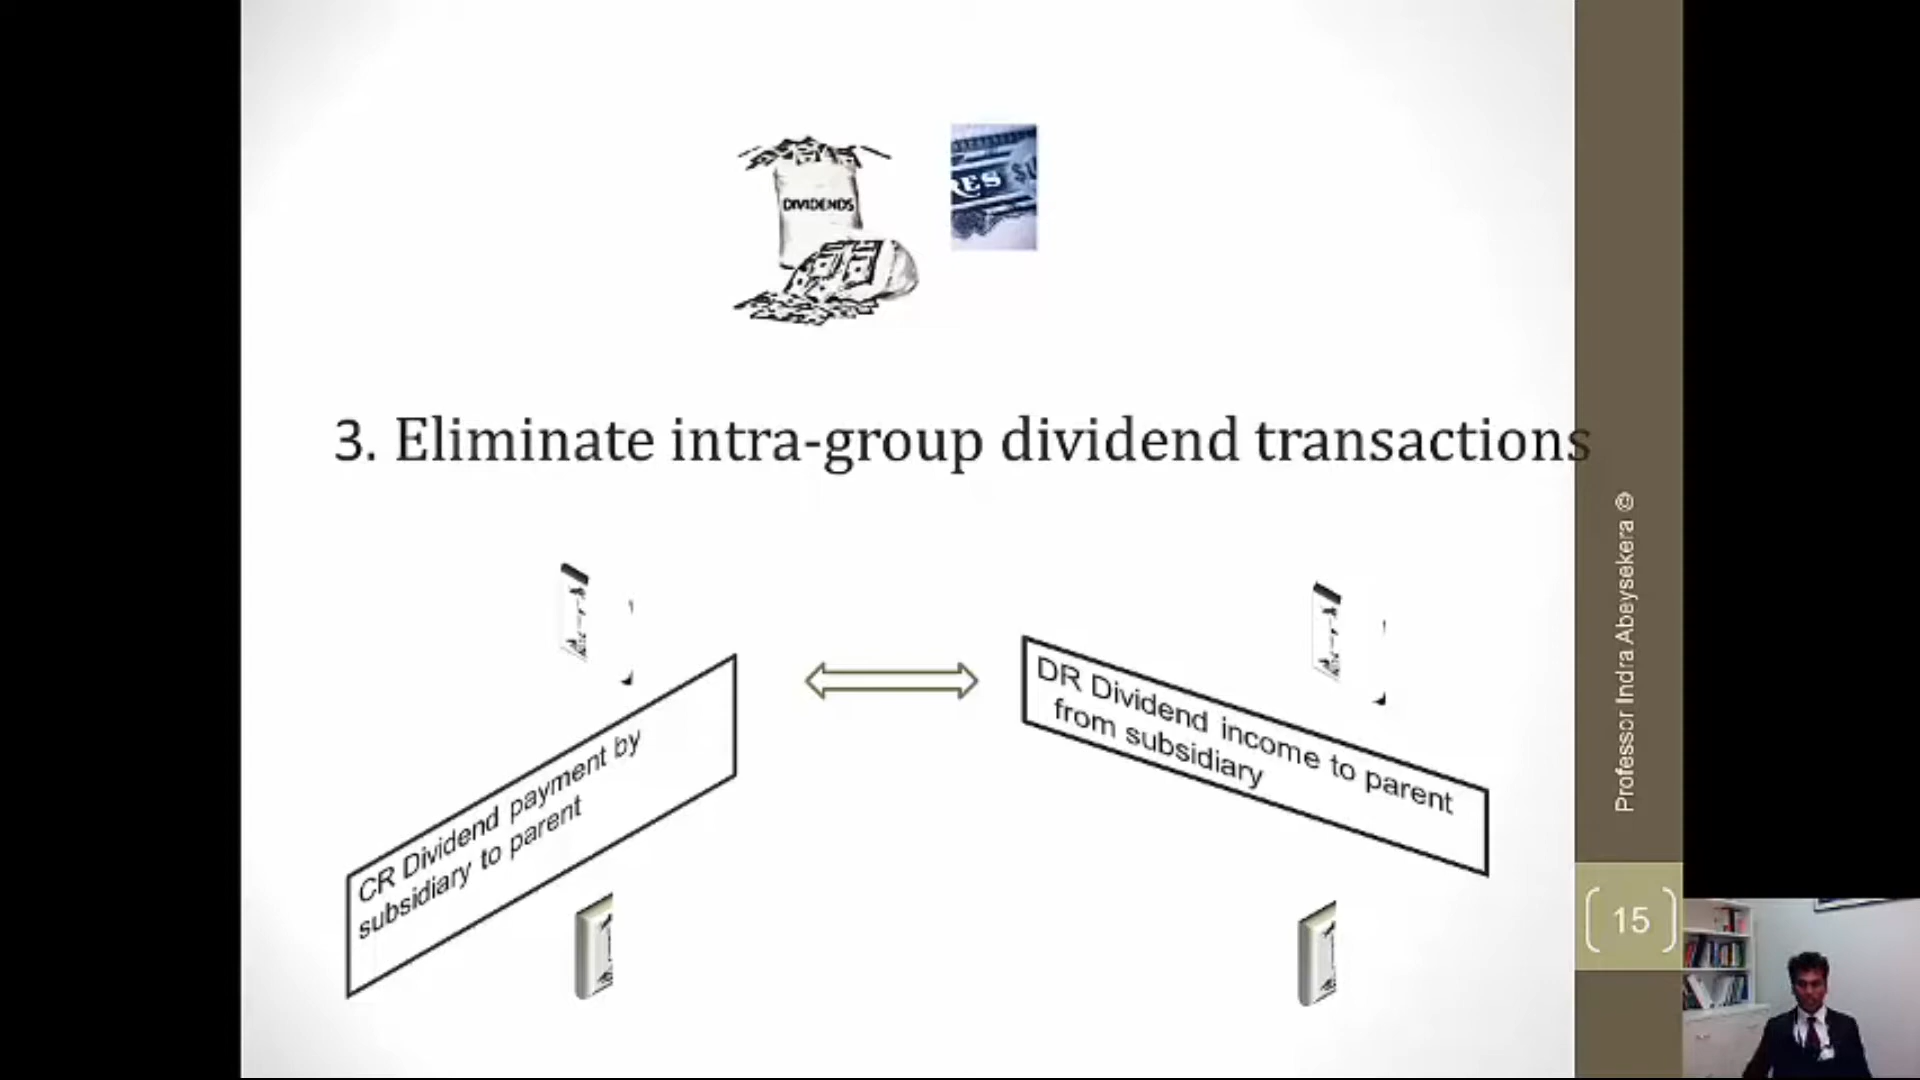 DIVIDENDS
RES $
3. Eliminate intra-group dividend transactions
CR Dividend payment by
subsidiary to parent
DR Dividend income to parent
from subsidiary
Professor Indra Abeysekera ©
15